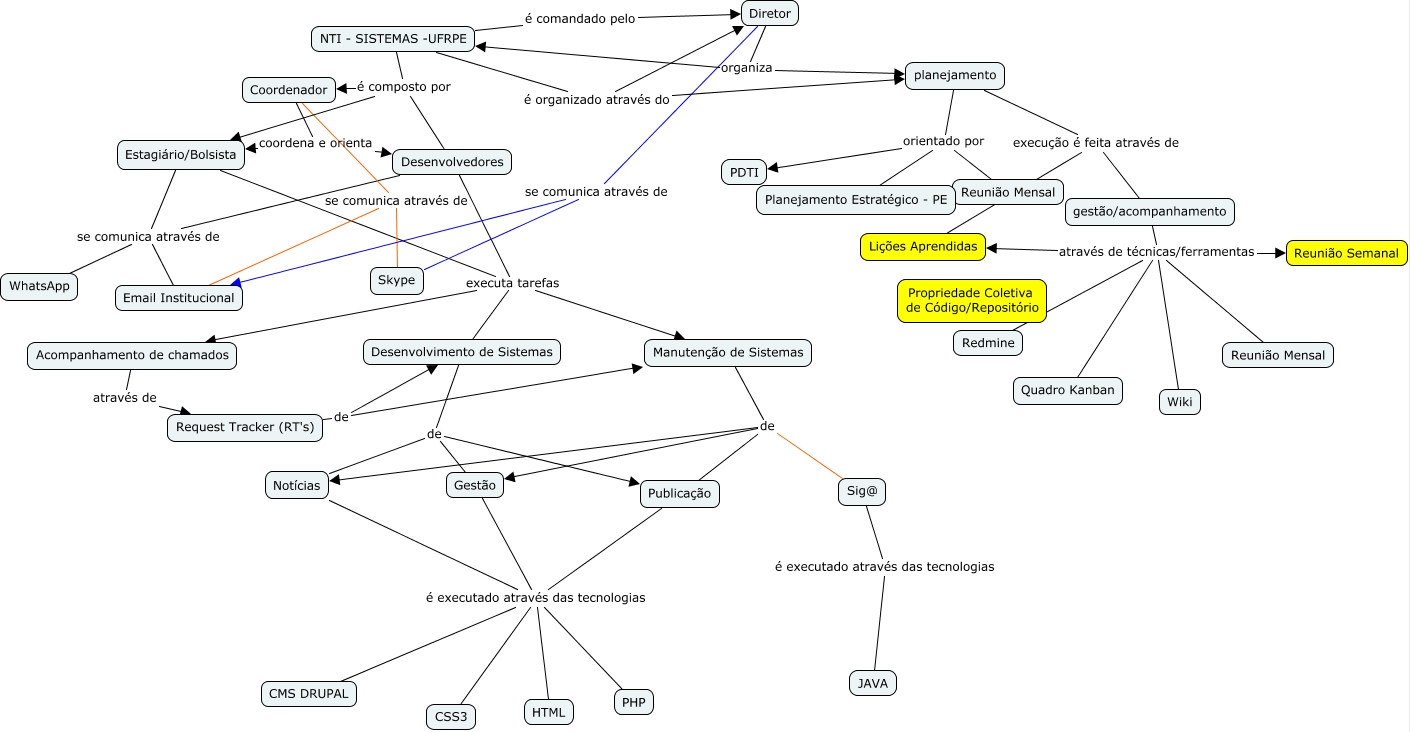 é comandado pelo
Diretor
NTI - SISTEMAS -UFRPE
organiza
planejamento
Coordenador
é composto por
é organizado através do
Estagiário/Bolsista
coordena e orienta
Desenvolvedores
orientado por
execução é feita através de
PDTI
Planejamento Estratégico - PE
Reunião Mensal
se comunica através de
se comunica através de
gestão/acompanhamento
se comunica através de
Lições Aprendidas
através de técnicas/ferramentas
Reunião Semanal
WhatsApp
Email Institucional
Skype
executa tarefas
Propriedade Coletiva
de Código/Repositório
Redmine
Acompanhamento de chamados
Desenvolvimento de Sistemas
Manutenção de Sistemas
Reunião Mensal
Quadro Kanban
Wiki
através de
Request Tracker (RT's)
de
de
de
Notícias
Gestão
Publicação
Sig@
é executado através das tecnologias
é executado através das tecnologias
CMS DRUPAL
CSS3
HTML
PHP
JAVA